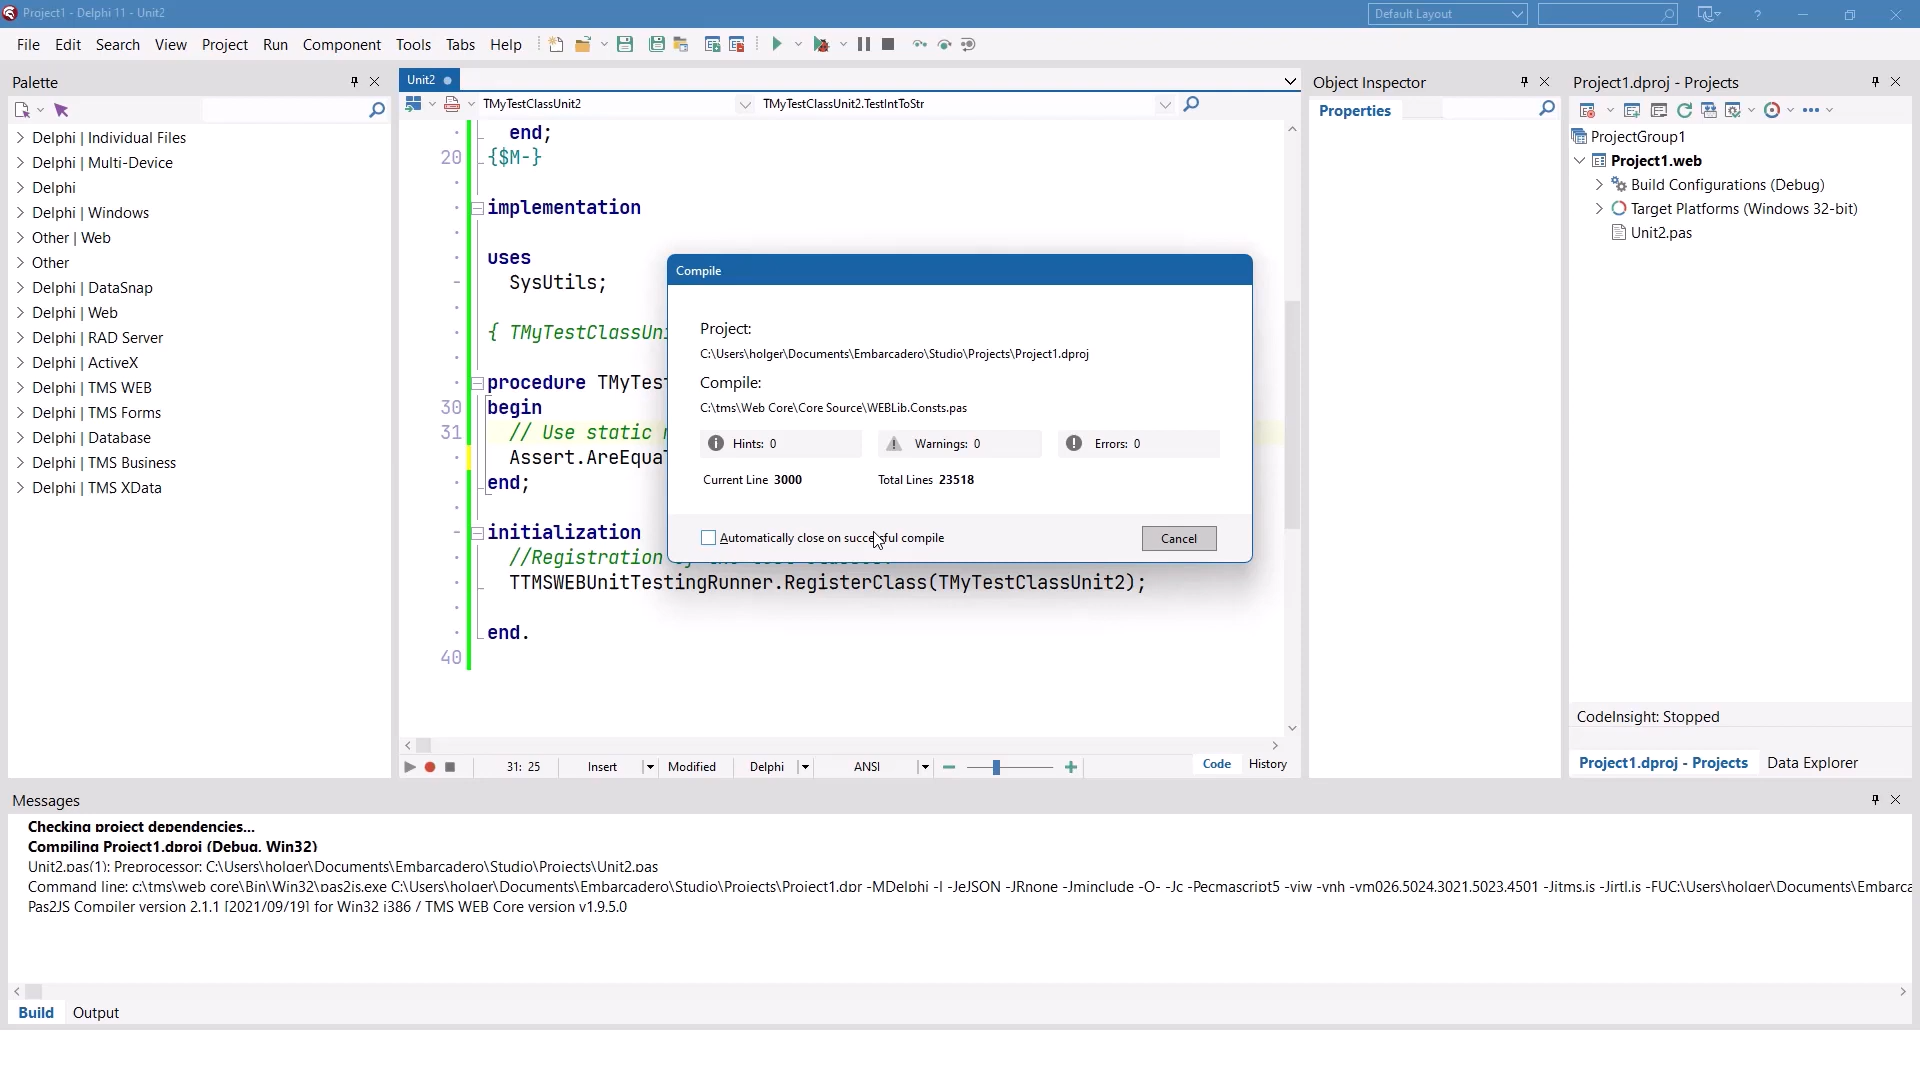 Project1 - Delphi 11 - Unit2
Default Layout
?
File Edit Search View Project Run Component Tools Tabs Help
Palette
Delphi | Individual Files
Delphi | Multi-Device
Delphi
Delphi | Windows
Other | Web
Other
Delphi | DataSnap
Delphi | Web
Delphi | RAD Server
Delphi | ActiveX
Delphi | TMS WEB
Delphi | TMS Forms
Delphi | Database
Delphi | TMS Business
Delphi | TMS XData
Unit2
TMyTestClassUnit2 TMyTestClassUnit2.TestIntToStr
end;
20 {$M-}
implementation
uses
SysUtils;
{ TMyTestClassUni
procedure TMyTest
30 begin
31 // Use static
Assert.AreEqual
end;
initialization
//Registration
TTMSWEBUnitTestingRunner.RegisterClass(TMyTestClassUnit2);
end.
40
31: 25 Insert Modified Delphi ANSI Code History
Compile
Project:
C:\Users\holger\Documents\Embarcadero\Studio\Projects\Project1.dproj
Compile:
C:\tms\Web Core\Core Source\WEBLib.Consts.pas
Hints: 0 Warnings: 0 Errors: 0
Current Line 3000 Total Lines 23518
Automatically close on successful compile Cancel
Object Inspector
Properties
Project1.dproj - Projects
ProjectGroup1
Project1.web
Build Configurations (Debug)
Target Platforms (Windows 32-bit)
Unit2.pas
CodeInsight: Stopped
Project1.dproj - Projects Data Explorer
Messages
Checking project dependencies...
Compiling Project1.dproj (Debug, Win32)
Unit2.pas(1): Preprocessor: C:\Users\holger\Documents\Embarcadero\Studio\Projects\Unit2.pas
Command line: c:\tms\web core\Bin\Win32\pas2js.exe C:\Users\holger\Documents\Embarcadero\Studio\Projects\Project1.dpr -MDelphi -l -JeJSON -JRnone -Jminclude -O- -Jc -Pecmascript5 -viw -vnh -vm026.5024.3021.5023.4501 -Jitms.js -Jirtl.js -FUC:\Users\holger\Documents\Embarca
Pas2JS Compiler version 2.1.1 [2021/09/19] for Win32 i386 / TMS WEB Core version v1.9.5.0
Build Output